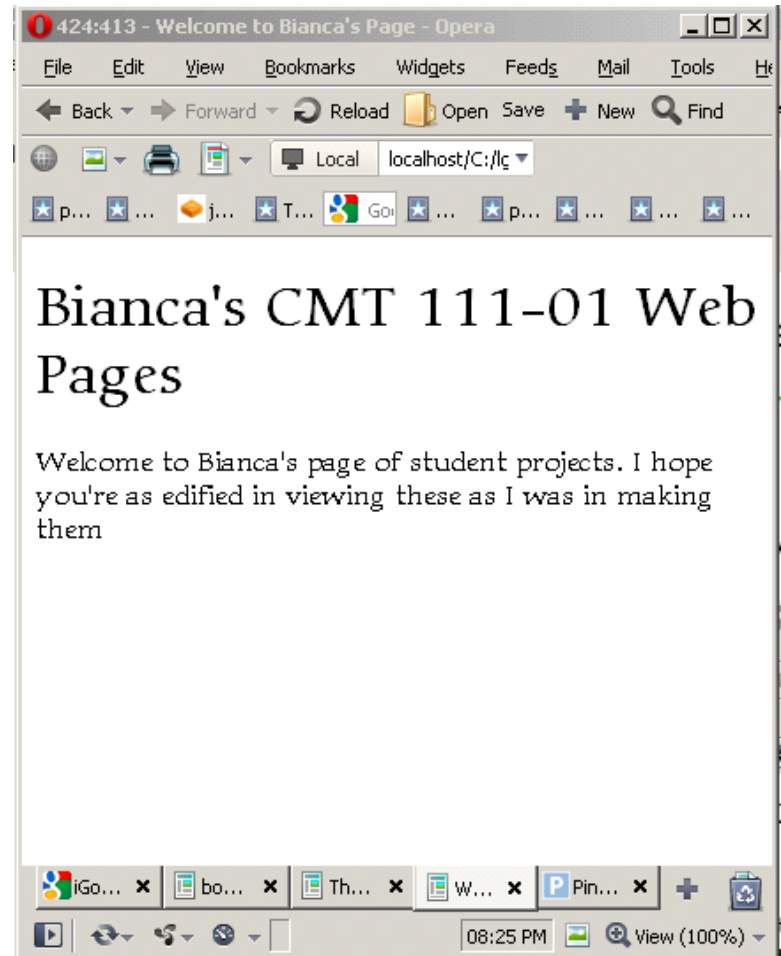 424:413 - Welcome to Bianca's Page - Opera
File Edit View Bookmarks Widgets Feeds Mail Tools He
Back Forward Reload Open Save New Find
Local localhost/C:/lg
p... ... j... T... Goi ... p... ... ... ...
Bianca's CMT 111-01 Web
Pages
Welcome to Bianca's page of student projects. I hope
you're as edified in viewing these as I was in making
them
iGo... bo... Th... W... Pin...
08:25 PM View (100%)